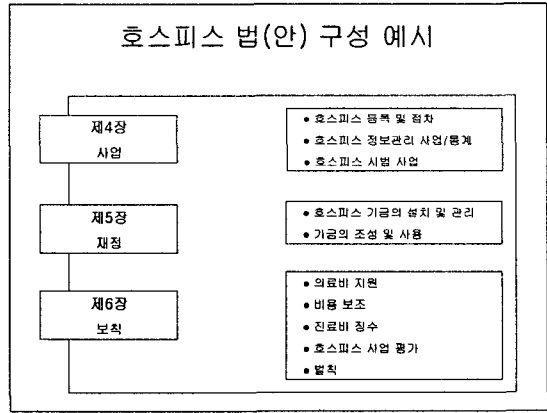 호스피스 법(안) 구성 예시
제4장
사업
• 호스피스 등록 및 절차
• 호스피스 정보관리 사업/통계
• 호스피스 시범 사업
제5장
재정
• 호스피스 기금의 설치 및 관리
• 기금의 조성 및 사용
제6장
보칙
• 의료비 지원
• 비용 보조
• 진료비 징수
• 호스피스 사업 평가
• 벌칙